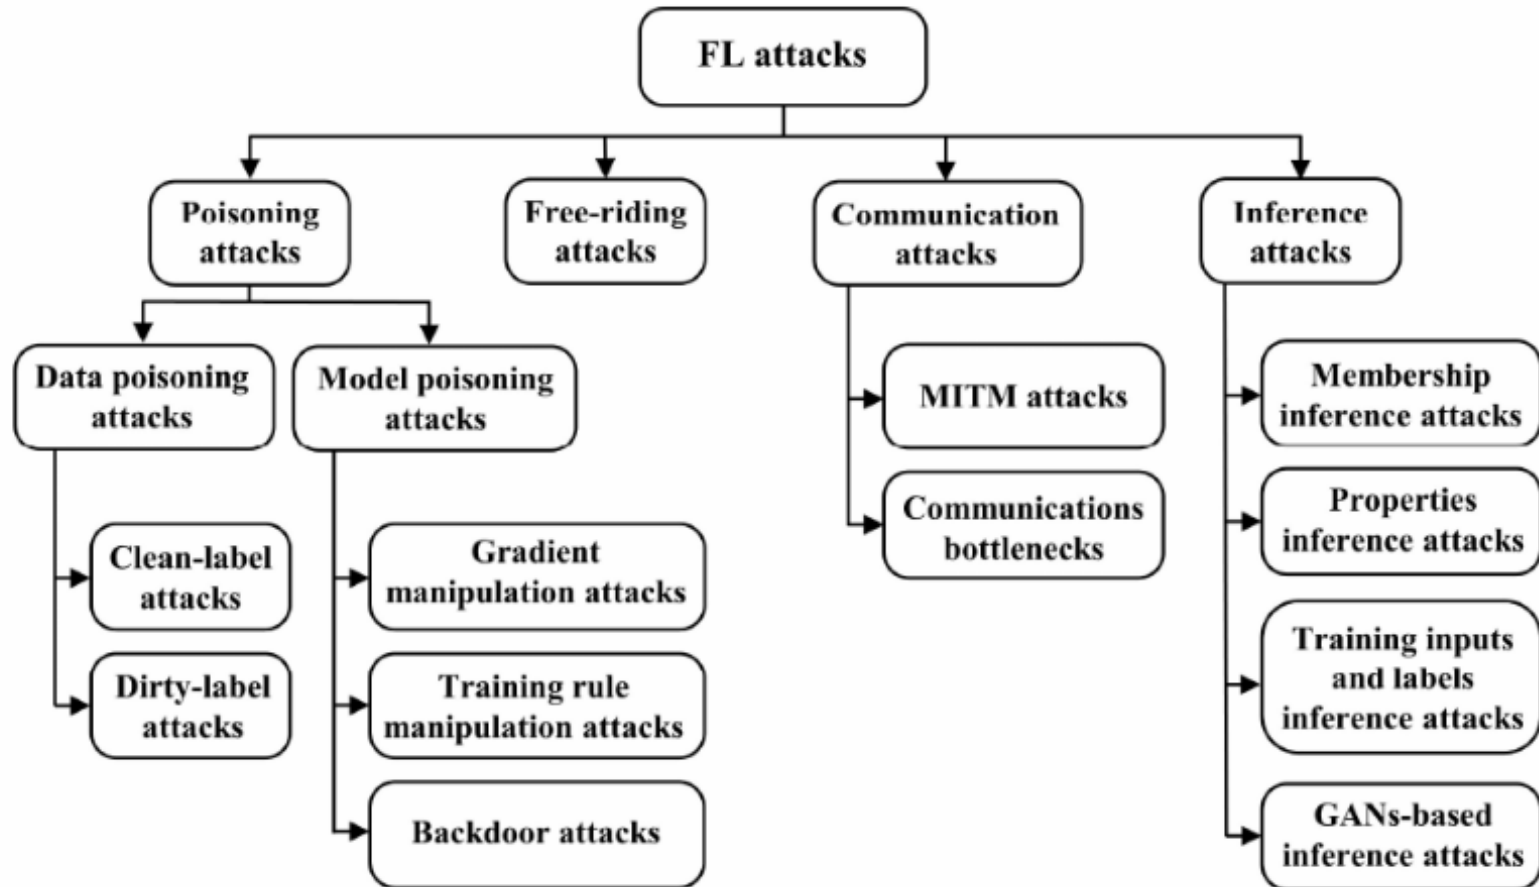 FL attacks
Poisoning
attacks
Free-riding
attacks
Communication
attacks
Inference
attacks
Data poisoning
attacks
Model poisoning
attacks
MITM attacks
Communications
bottlenecks
Membership
inference attacks
Properties
inference attacks
Training inputs
and labels
inference attacks
GANs-based
inference attacks
Clean-label
attacks
Dirty-label
attacks
Gradient
manipulation attacks
Training rule
manipulation attacks
Backdoor attacks